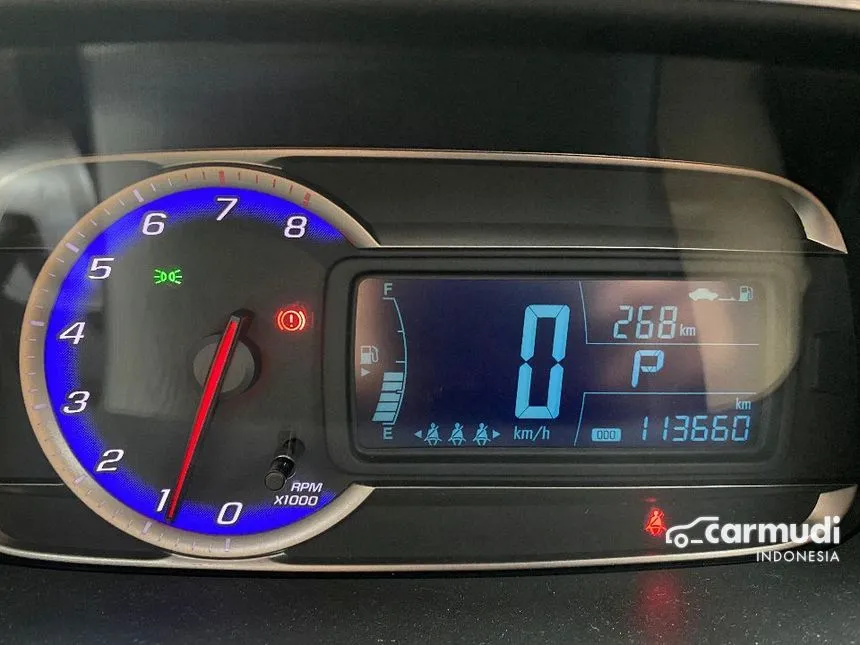 8
7
6
5
4
3
2
1
0
RPM
X1000
F
E
0
km/h
268 km
P
km
ODO 113660
carmudi
INDONESIA